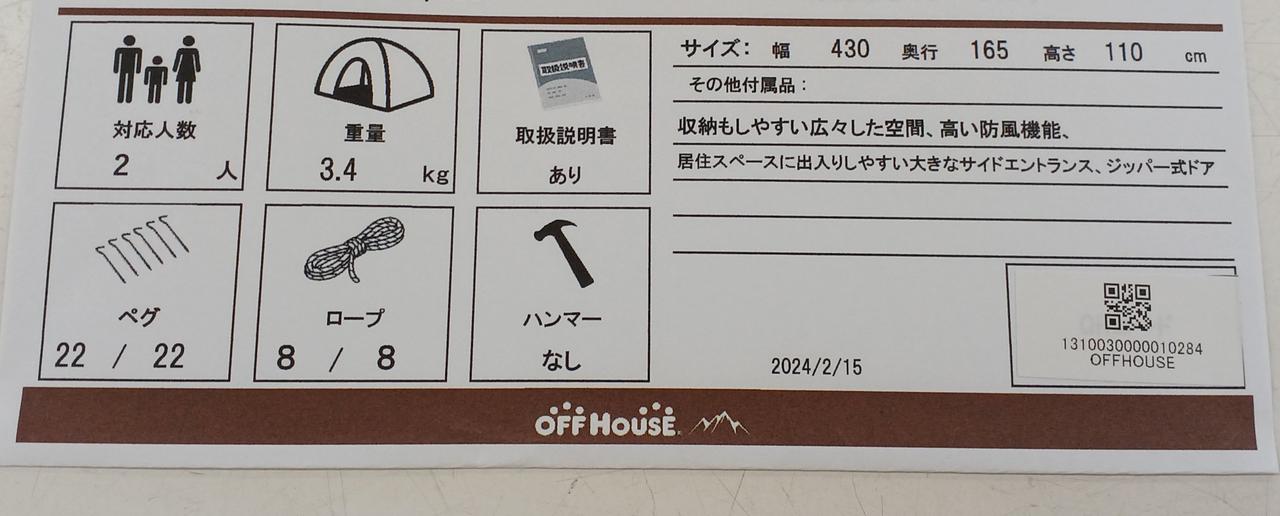 対応人数
2 人
重量
3.4 kg
取扱説明書
取扱説明書
あり
ペグ
22 / 22
ロープ
8 / 8
ハンマー
なし
サイズ: 幅 430 奥行 165 高さ 110 cm
その他付属品:
収納もしやすい広々した空間、高い防風機能、
居住スペースに出入りしやすい大きなサイドエントランス、ジッパー式ドア
2024/2/15
1310030000010284
OFFHOUSE
OFF HOUSE